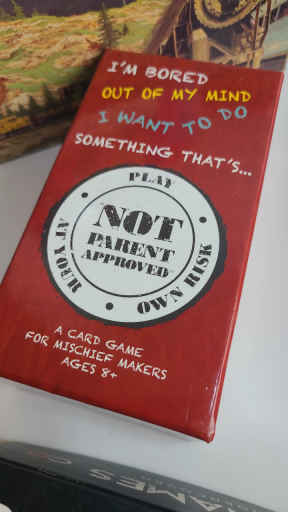 I'M BORED
OUT OF MY MIND
I WANT TO DO
SOMETHING THAT'S...
PLAY
AT YOUR
OWN RISK
NOT
PARENT
APPROVED™
A CARD GAME
FOR MISCHIEF MAKERS
AGES 8+